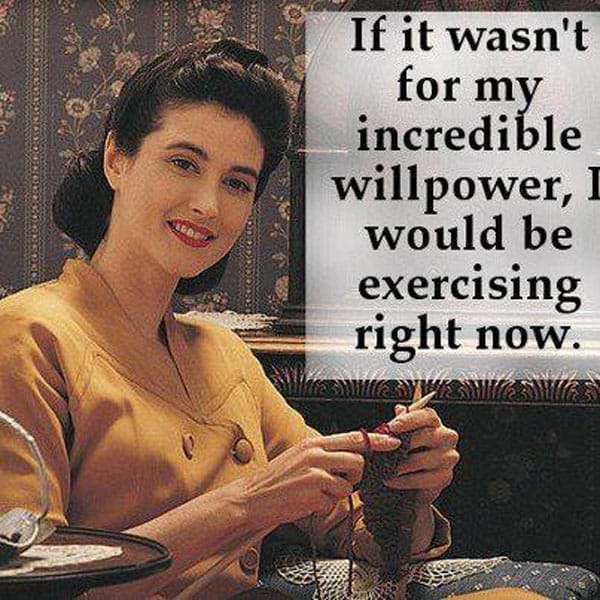 If it wasn't
for my
incredible
willpower, I
would be
exercising
right now.